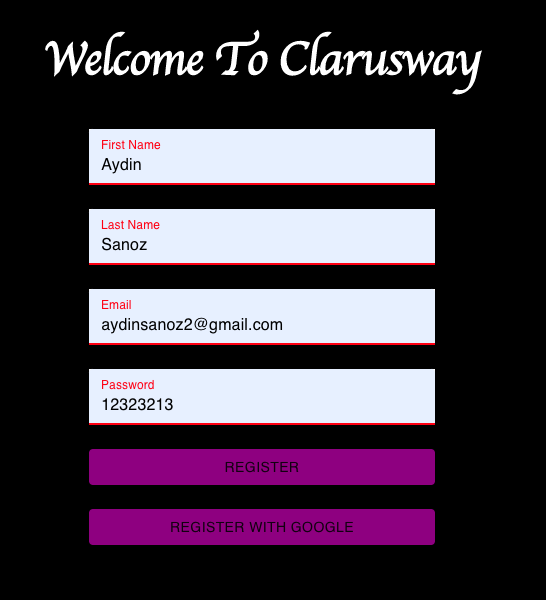 Welcome To Clarusway
First Name
Aydin
Last Name
Sanoz
Email
aydinsanoz2@gmail.com
Password
12323213
REGISTER
REGISTER WITH GOOGLE